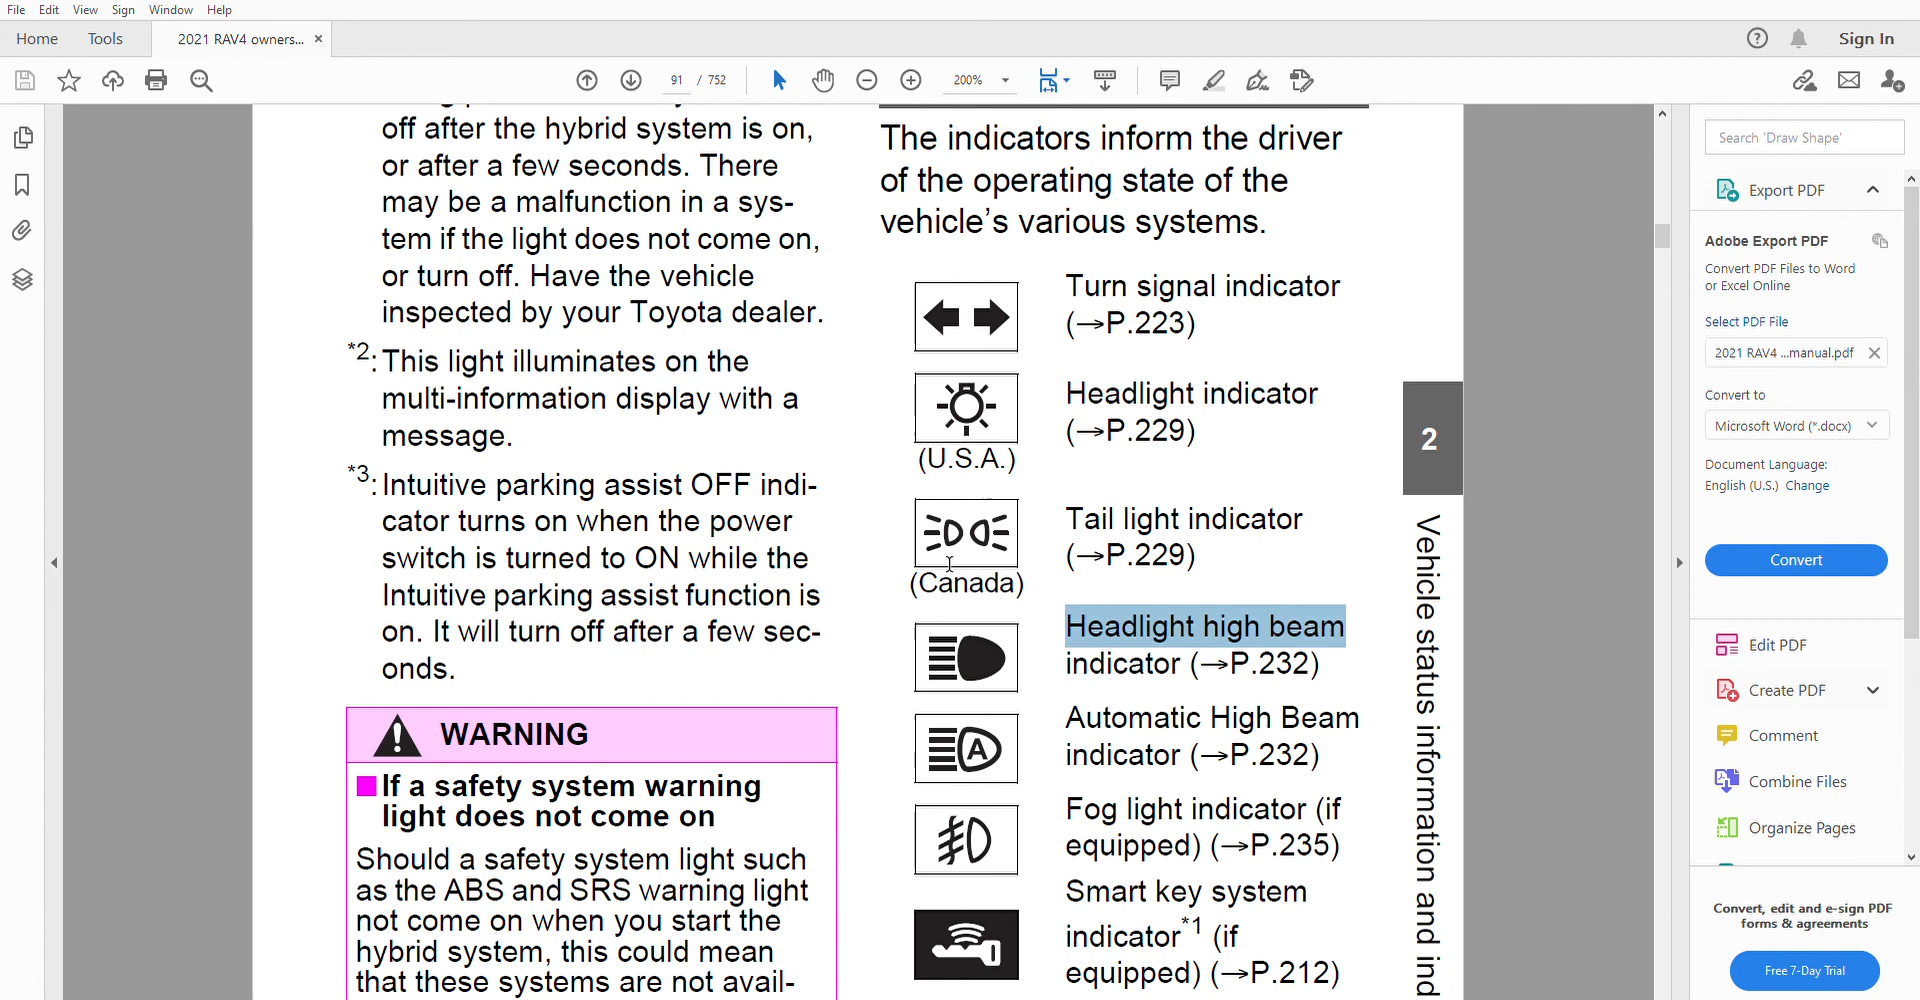 File Edit View Sign Window Help
Home Tools 2021 RAV4 owners... × Sign In
91 / 752 200%
off after the hybrid system is on,
or after a few seconds. There
may be a malfunction in a sys-
tem if the light does not come on,
or turn off. Have the vehicle
inspected by your Toyota dealer.
*2: This light illuminates on the
multi-information display with a
message.
*3: Intuitive parking assist OFF indi-
cator turns on when the power
switch is turned to ON while the
Intuitive parking assist function is
on. It will turn off after a few sec-
onds.
WARNING
If a safety system warning
light does not come on
Should a safety system light such
as the ABS and SRS warning light
not come on when you start the
hybrid system, this could mean
that these systems are not avail-
The indicators inform the driver
of the operating state of the
vehicle's various systems.
Turn signal indicator
(→P.223)
Headlight indicator
(→P.229)
(U.S.A.)
Tail light indicator
(→P.229)
(Canada)
Headlight high beam
indicator (→P.232)
A
Automatic High Beam
indicator (→P.232)
Fog light indicator (if
equipped) (→P.235)
Smart key system
indicator*1 (if
equipped) (→P.212)
2
Vehicle status information and ind
Search 'Draw Shape'
Export PDF
Adobe Export PDF
Convert PDF Files to Word
or Excel Online
Select PDF File
2021 RAV4 ...manual.pdf
Convert to
Microsoft Word (*.docx)
Document Language:
English (U.S.) Change
Convert
Edit PDF
Create PDF
Comment
Combine Files
Organize Pages
Convert, edit and e-sign PDF
forms & agreements
Free 7-Day Trial